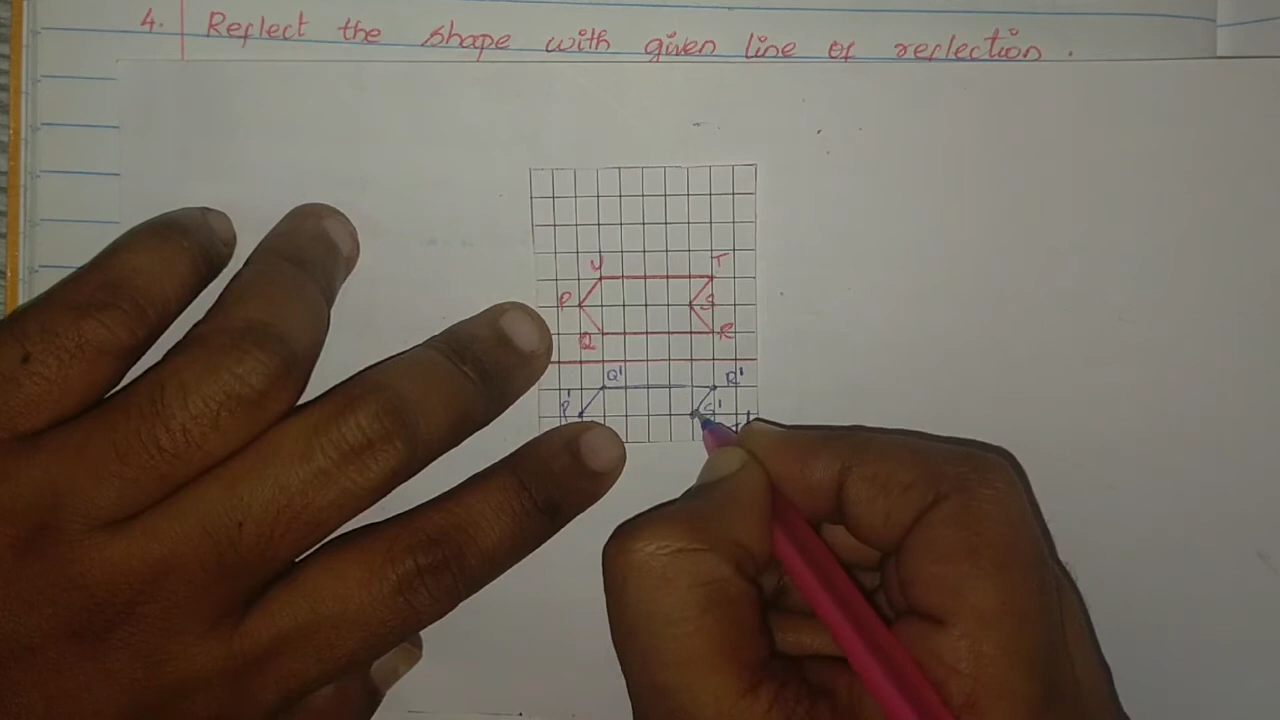 4. Reflect the shape with given line of reflection.
U T
P S
Q R
Q' R'
P' S'